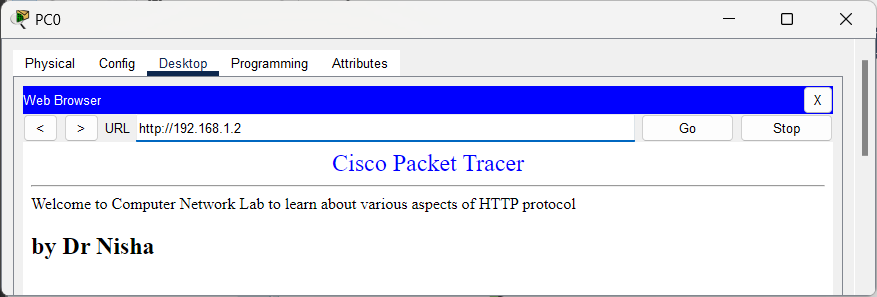 PC0
Physical Config Desktop Programming Attributes
Web Browser X
< > URL http://192.168.1.2 Go Stop
Cisco Packet Tracer
Welcome to Computer Network Lab to learn about various aspects of HTTP protocol
by Dr Nisha